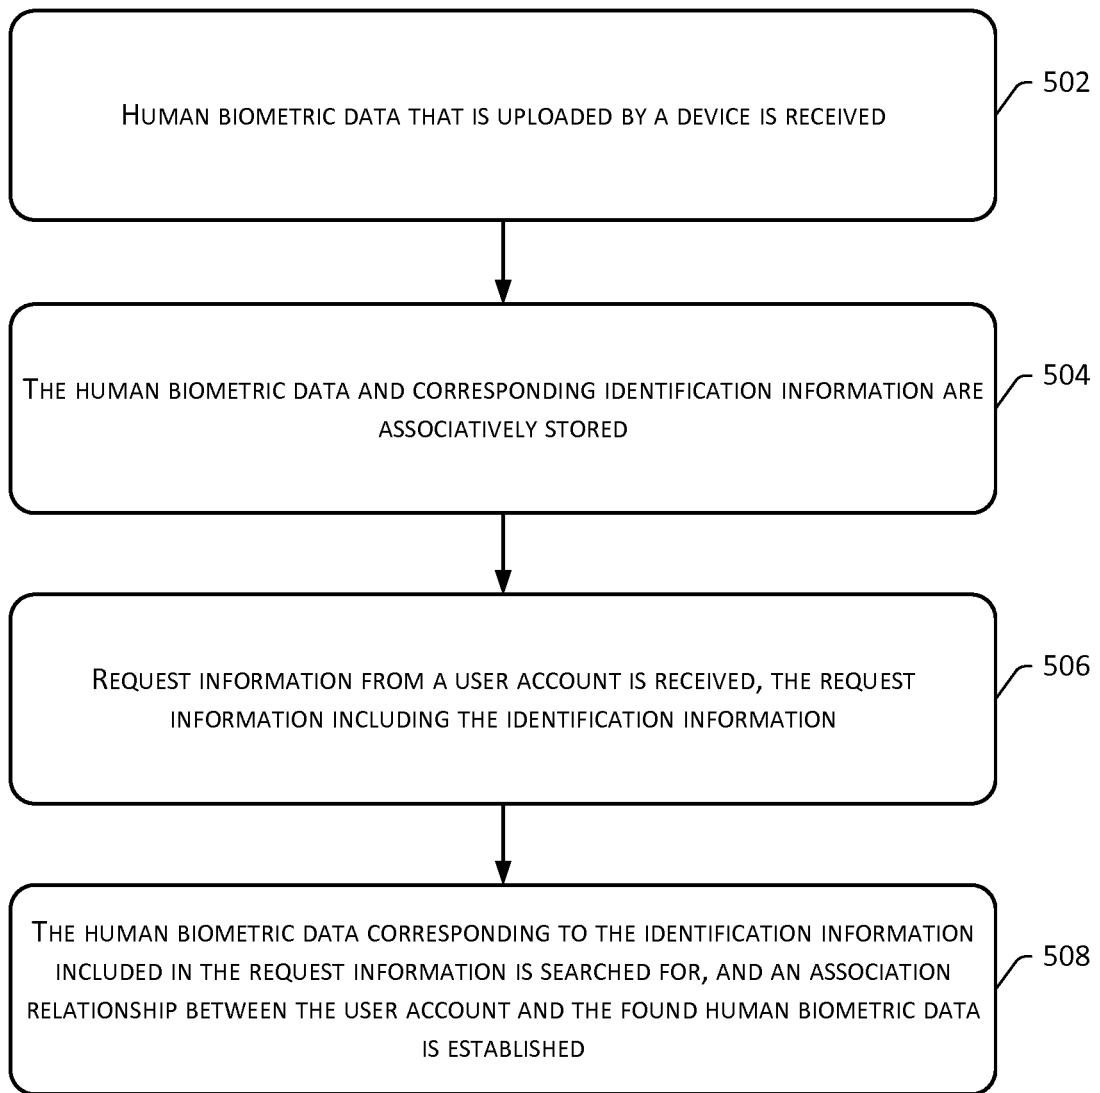 Human biometric data that is uploaded by a device is received
502
The human biometric data and corresponding identification information are
associatively stored
504
Request information from a user account is received, the request
information including the identification information
506
The human biometric data corresponding to the identification information
included in the request information is searched for, and an association
relationship between the user account and the found human biometric data
is established
508